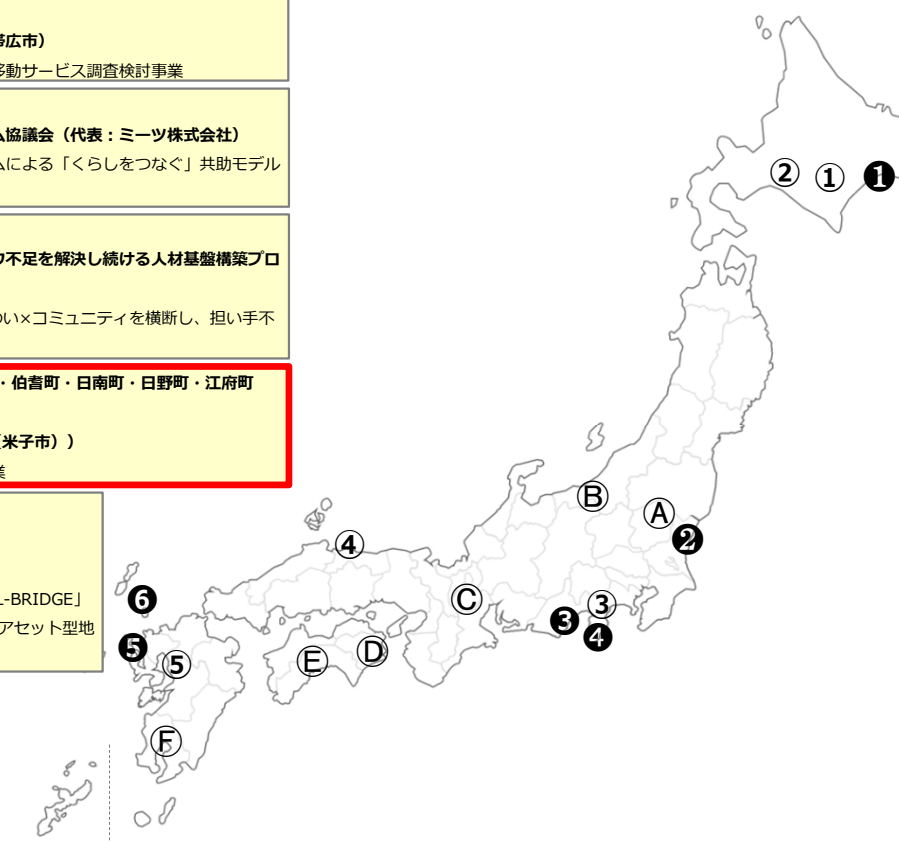 帯広市）
移動サービス調査検討事業
協議会（代表：ミーツ株式会社）
ムによる「くらしをつなぐ」共助モデル
不足を解決し続ける人材基盤構築プロ
い×コミュニティを横断し、担い手不
・伯耆町・日南町・日野町・江府町
（米子市））
業
L-BRIDGE」
アセット型地
② ① ❶
B
A
❷
④
C
❻
③
❸
❹
❺
⑤
E
D
F